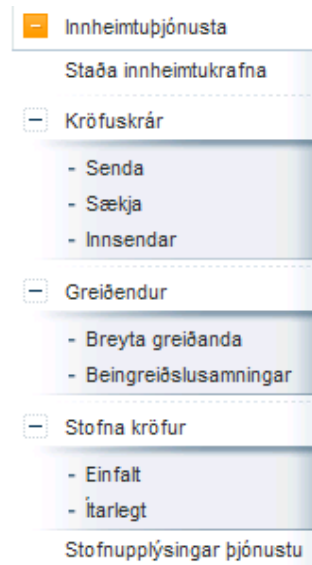 Innheimtuþjónusta
Staða innheimtukrafna
Kröfuskrár
- Senda
- Sækja
- Innsendar
Greiðendur
- Breyta greiðanda
- Beingreiðslusamningar
Stofna kröfur
- Einfalt
- Ítarlegt
Stofnupplýsingar þjónustu